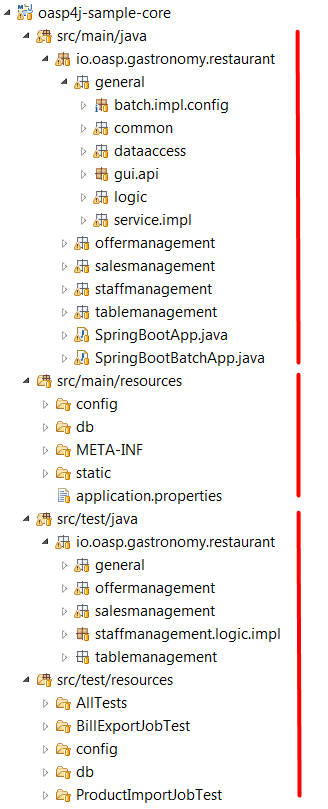 oasp4j-sample-core
src/main/java
io.oasp.gastronomy.restaurant
general
batch.impl.config
common
dataaccess
gui.api
logic
service.impl
offermanagement
salesmanagement
staffmanagement
tablemanagement
SpringBootApp.java
SpringBootBatchApp.java
src/main/resources
config
db
META-INF
static
application.properties
src/test/java
io.oasp.gastronomy.restaurant
general
offermanagement
salesmanagement
staffmanagement.logic.impl
tablemanagement
src/test/resources
AllTests
BillExportJobTest
config
db
ProductImportJobTest